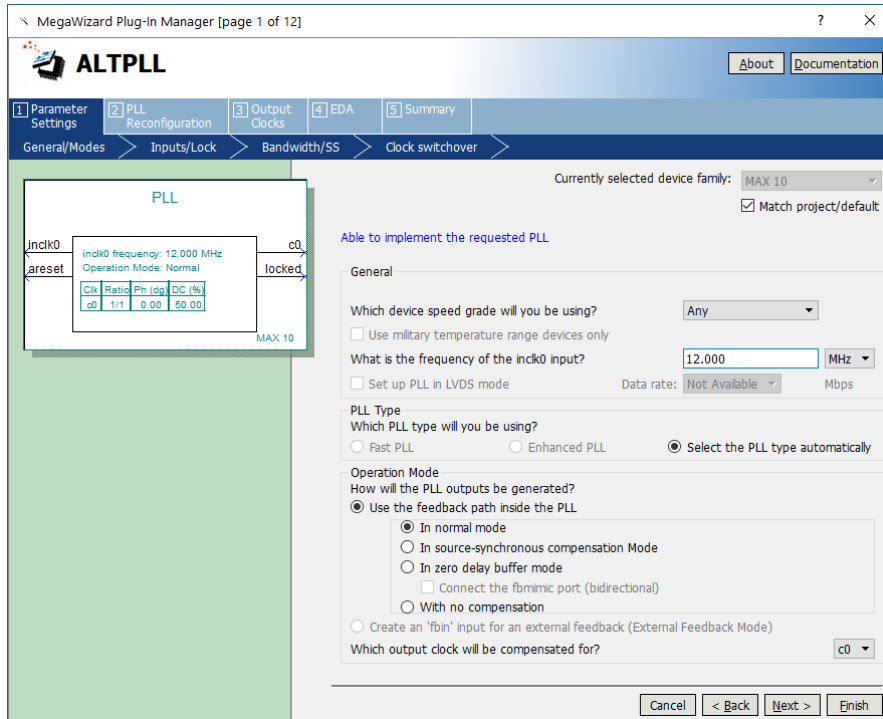 MegaWizard Plug-In Manager [page 1 of 12]
ALTPLL
About
Documentation
1 Parameter Settings
2 PLL Reconfiguration
3 Output Clocks
4 EDA
5 Summary
General/Modes
Inputs/Lock
Bandwidth/SS
Clock switchover
PLL
inclk0
areset
inclk0 frequency: 12.000 MHz
Operation Mode: Normal
Clk Ratio Ph (dg) DC (%)
c0 1/1 0.00 50.00
c0
locked
MAX 10
Currently selected device family: MAX 10
Match project/default
Able to implement the requested PLL
General
Which device speed grade will you be using? Any
Use military temperature range devices only
What is the frequency of the inclk0 input? 12.000 MHz
Set up PLL in LVDS mode Data rate: Not Available Mbps
PLL Type
Which PLL type will you be using?
Fast PLL Enhanced PLL Select the PLL type automatically
Operation Mode
How will the PLL outputs be generated?
Use the feedback path inside the PLL
In normal mode
In source-synchronous compensation Mode
In zero delay buffer mode
Connect the fbmimic port (bidirectional)
With no compensation
Create an 'fbin' input for an external feedback (External Feedback Mode)
Which output clock will be compensated for? c0
Cancel < Back Next > Finish